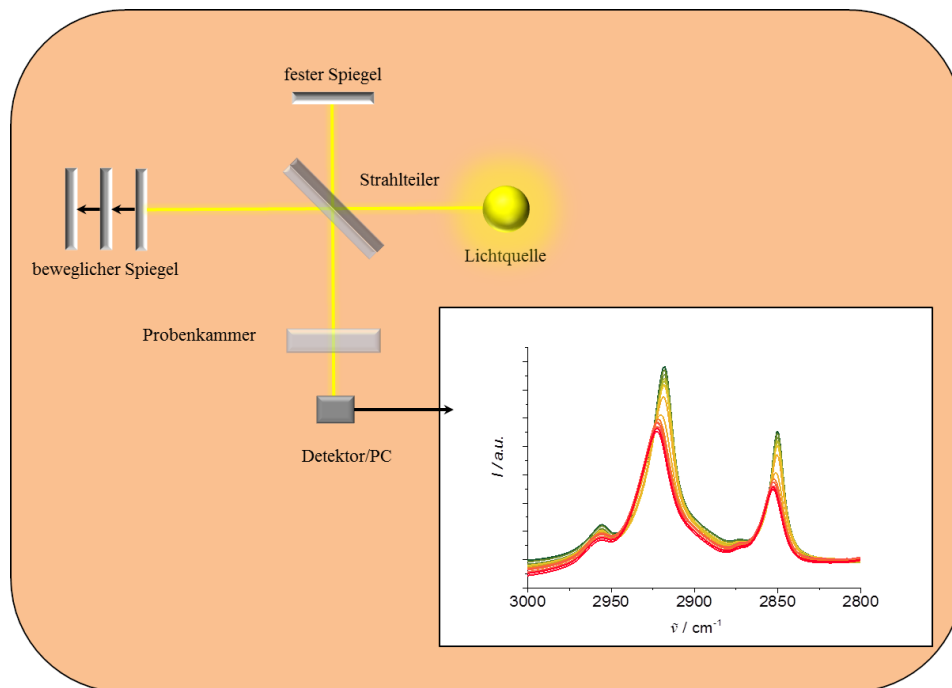 fester Spiegel
Strahlteiler
Lichtquelle
beweglicher Spiegel
Probenkammer
Detektor/PC
I / a.u.
3000 2950 2900 2850 2800
ṽ / cm⁻¹